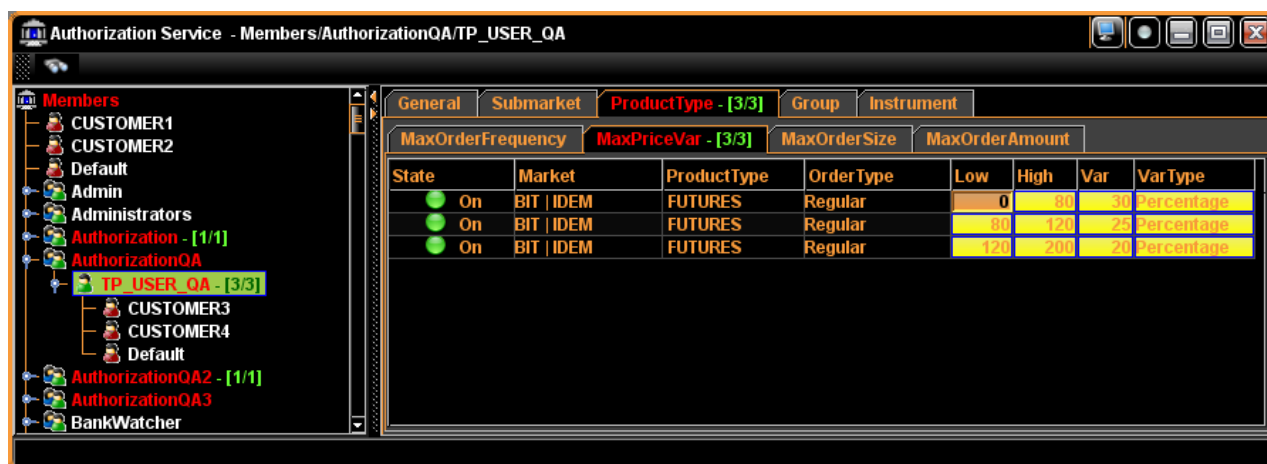 Authorization Service - Members/AuthorizationQA/TP_USER_QA
Members
CUSTOMER1
CUSTOMER2
Default
Admin
Administrators
Authorization - [1/1]
AuthorizationQA
TP_USER_QA - [3/3]
CUSTOMER3
CUSTOMER4
Default
AuthorizationQA2 - [1/1]
AuthorizationQA3
BankWatcher
General Submarket ProductType - [3/3] Group Instrument
MaxOrderFrequency MaxPriceVar - [3/3] MaxOrderSize MaxOrderAmount
State Market ProductType OrderType Low High Var VarType
On BIT | IDEM FUTURES Regular 0 80 30 Percentage
On BIT | IDEM FUTURES Regular 80 120 25 Percentage
On BIT | IDEM FUTURES Regular 120 200 20 Percentage